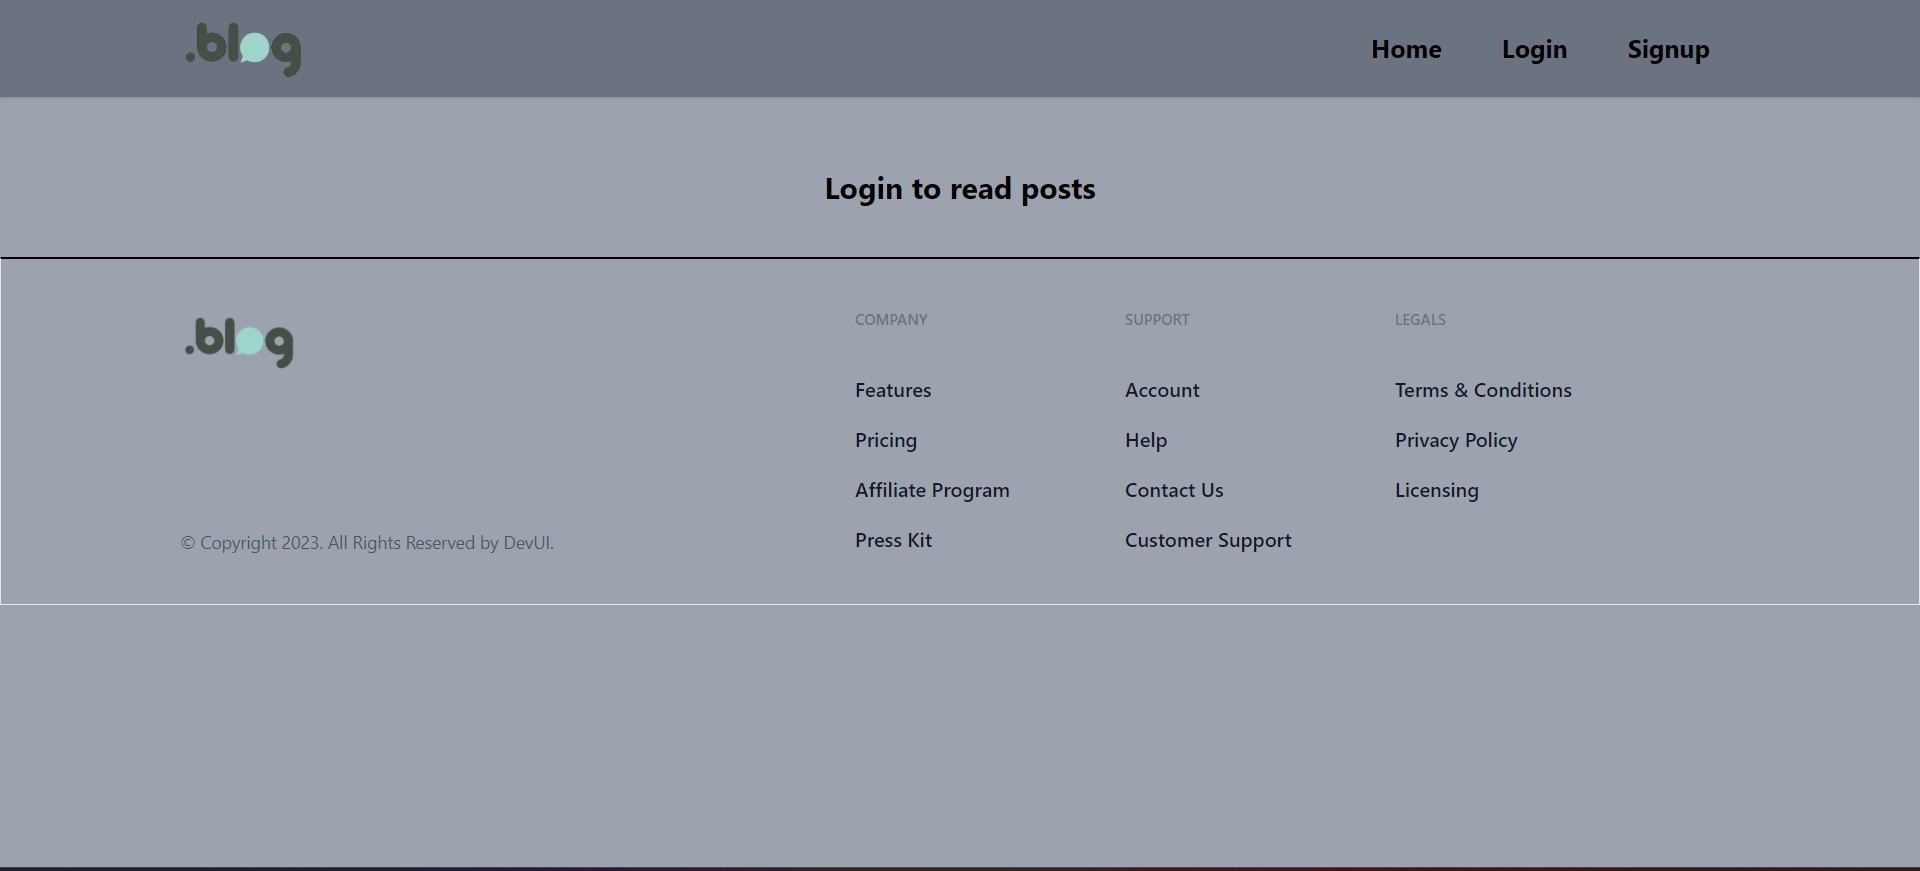 .blog
Home Login Signup
Login to read posts
.blog
COMPANY
Features
Pricing
Affiliate Program
Press Kit
SUPPORT
Account
Help
Contact Us
Customer Support
LEGALS
Terms & Conditions
Privacy Policy
Licensing
© Copyright 2023. All Rights Reserved by DevUI.